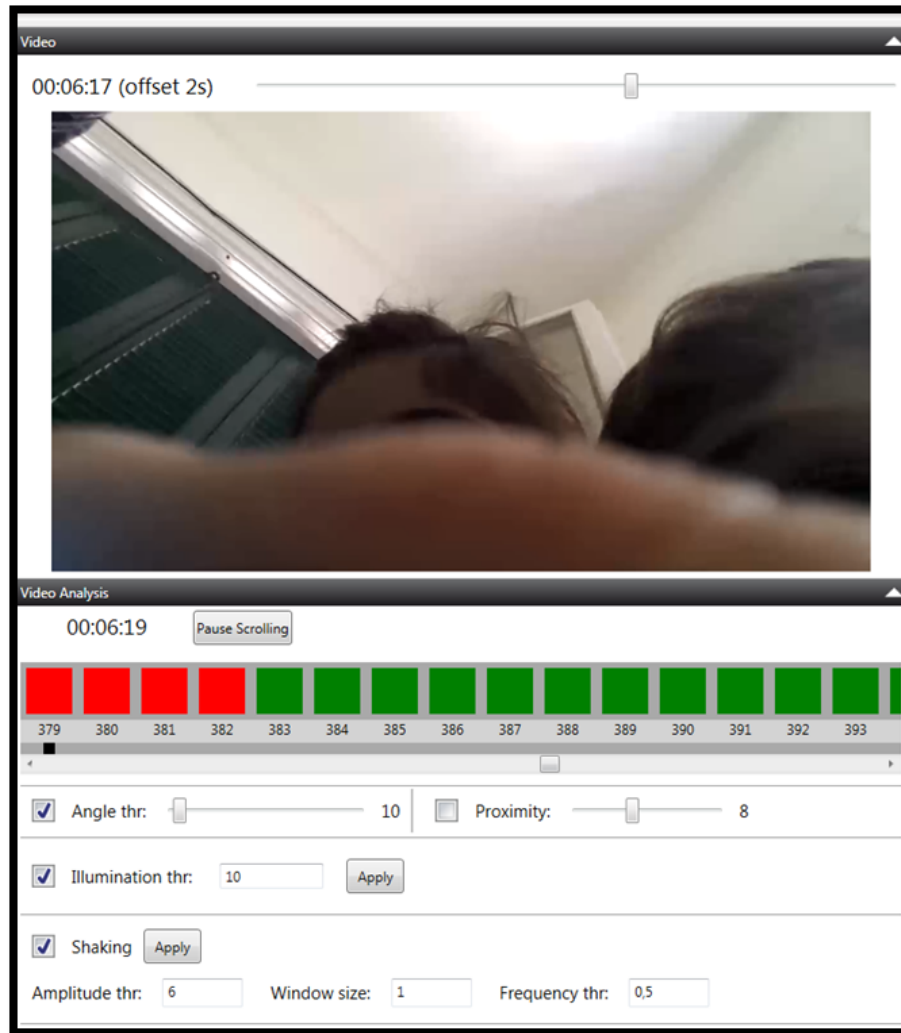 Video
00:06:17 (offset 2s)
Video Analysis
00:06:19 Pause Scrolling
379 380 381 382 383 384 385 386 387 388 389 390 391 392 393
Angle thr: 10 Proximity: 8
Illumination thr: 10 Apply
Shaking Apply
Amplitude thr: 6 Window size: 1 Frequency thr: 0,5